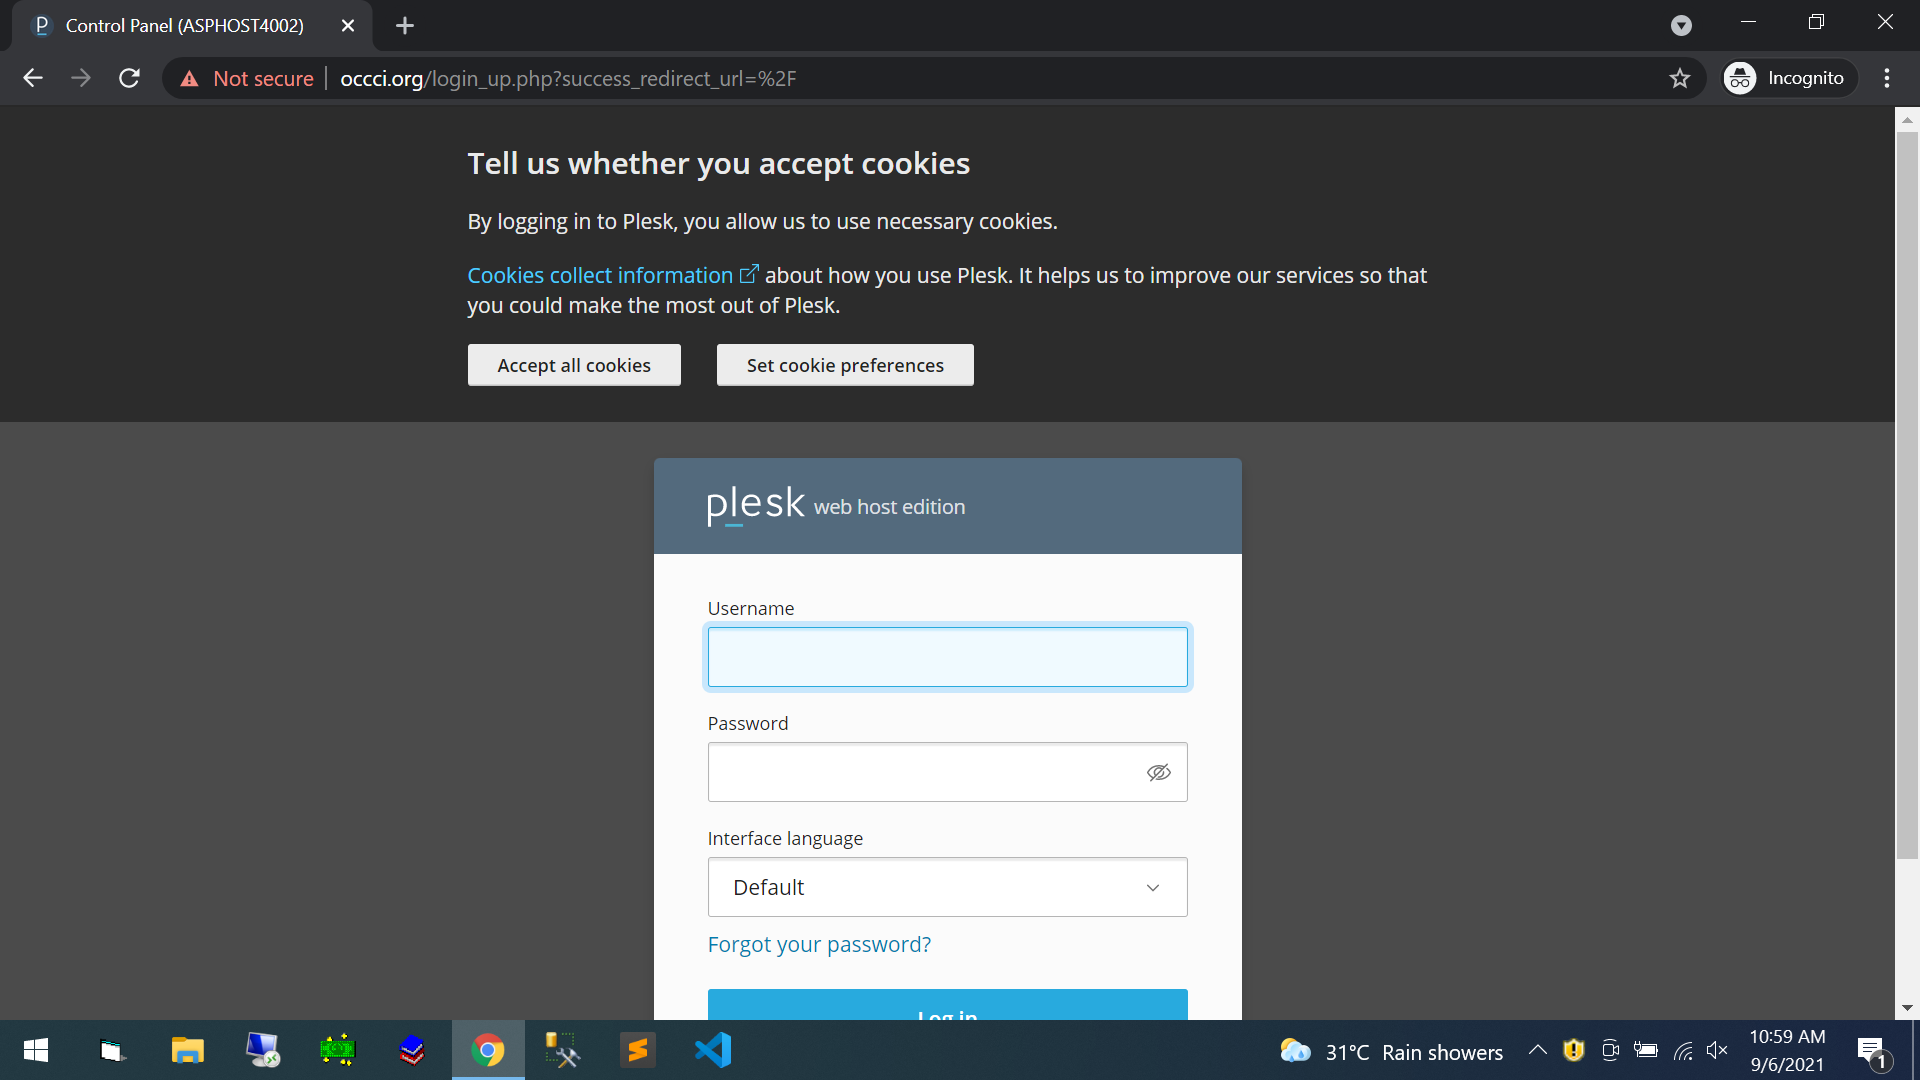 Control Panel (ASPHOST4002)
Not secure
occci.org/login_up.php?success_redirect_url=%2F
Incognito
Tell us whether you accept cookies
By logging in to Plesk, you allow us to use necessary cookies.
Cookies collect information about how you use Plesk. It helps us to improve our services so that
you could make the most out of Plesk.
Accept all cookies
Set cookie preferences
plesk web host edition
Username
Password
Interface language
Default
Forgot your password?
Log in
31°C Rain showers
10:59 AM
9/6/2021
1